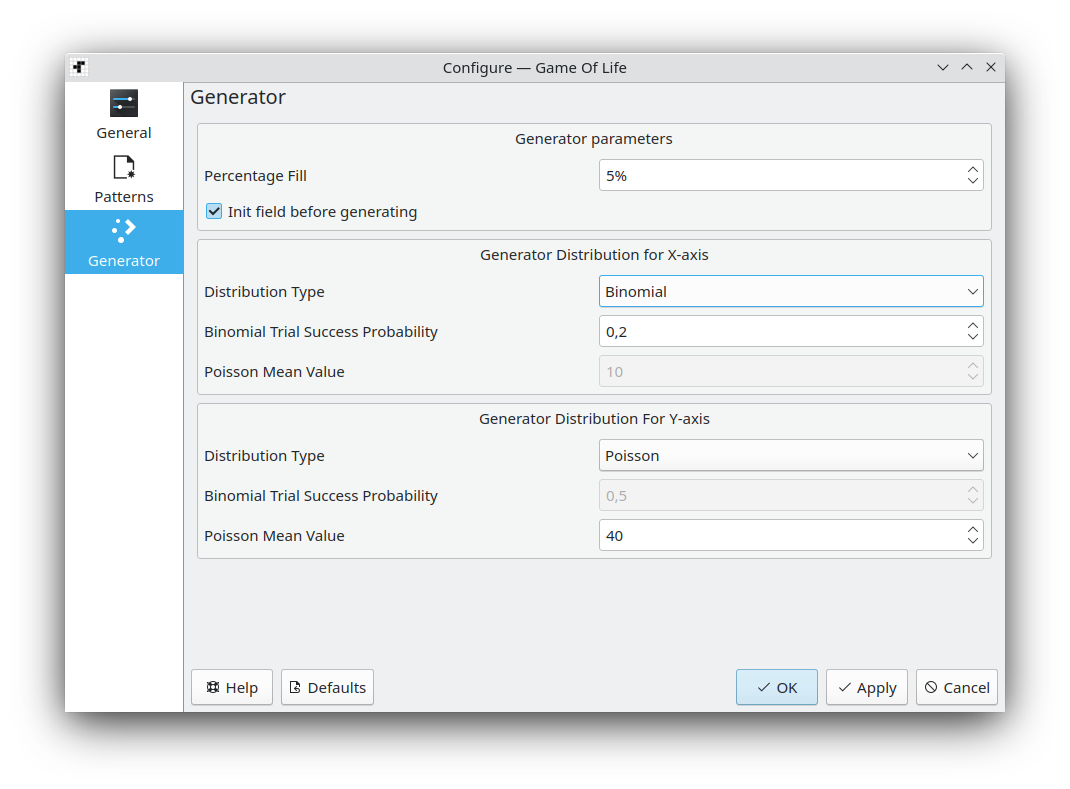 Configure — Game Of Life
General
Patterns
Generator
Generator
Generator parameters
Percentage Fill 5%
Init field before generating
Generator Distribution for X-axis
Distribution Type Binomial
Binomial Trial Success Probability 0,2
Poisson Mean Value 10
Generator Distribution For Y-axis
Distribution Type Poisson
Binomial Trial Success Probability 0,5
Poisson Mean Value 40
Help Defaults OK Apply Cancel